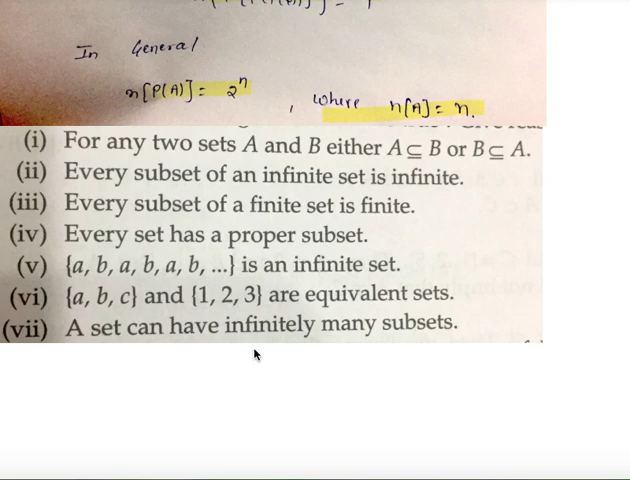 In General
n[P(A)] = 2ⁿ , where n[A] = n.
(i) For any two sets A and B either A ⊆ B or B ⊆ A.
(ii) Every subset of an infinite set is infinite.
(iii) Every subset of a finite set is finite.
(iv) Every set has a proper subset.
(v) {a, b, a, b, a, b, ...} is an infinite set.
(vi) {a, b, c} and {1, 2, 3} are equivalent sets.
(vii) A set can have infinitely many subsets.